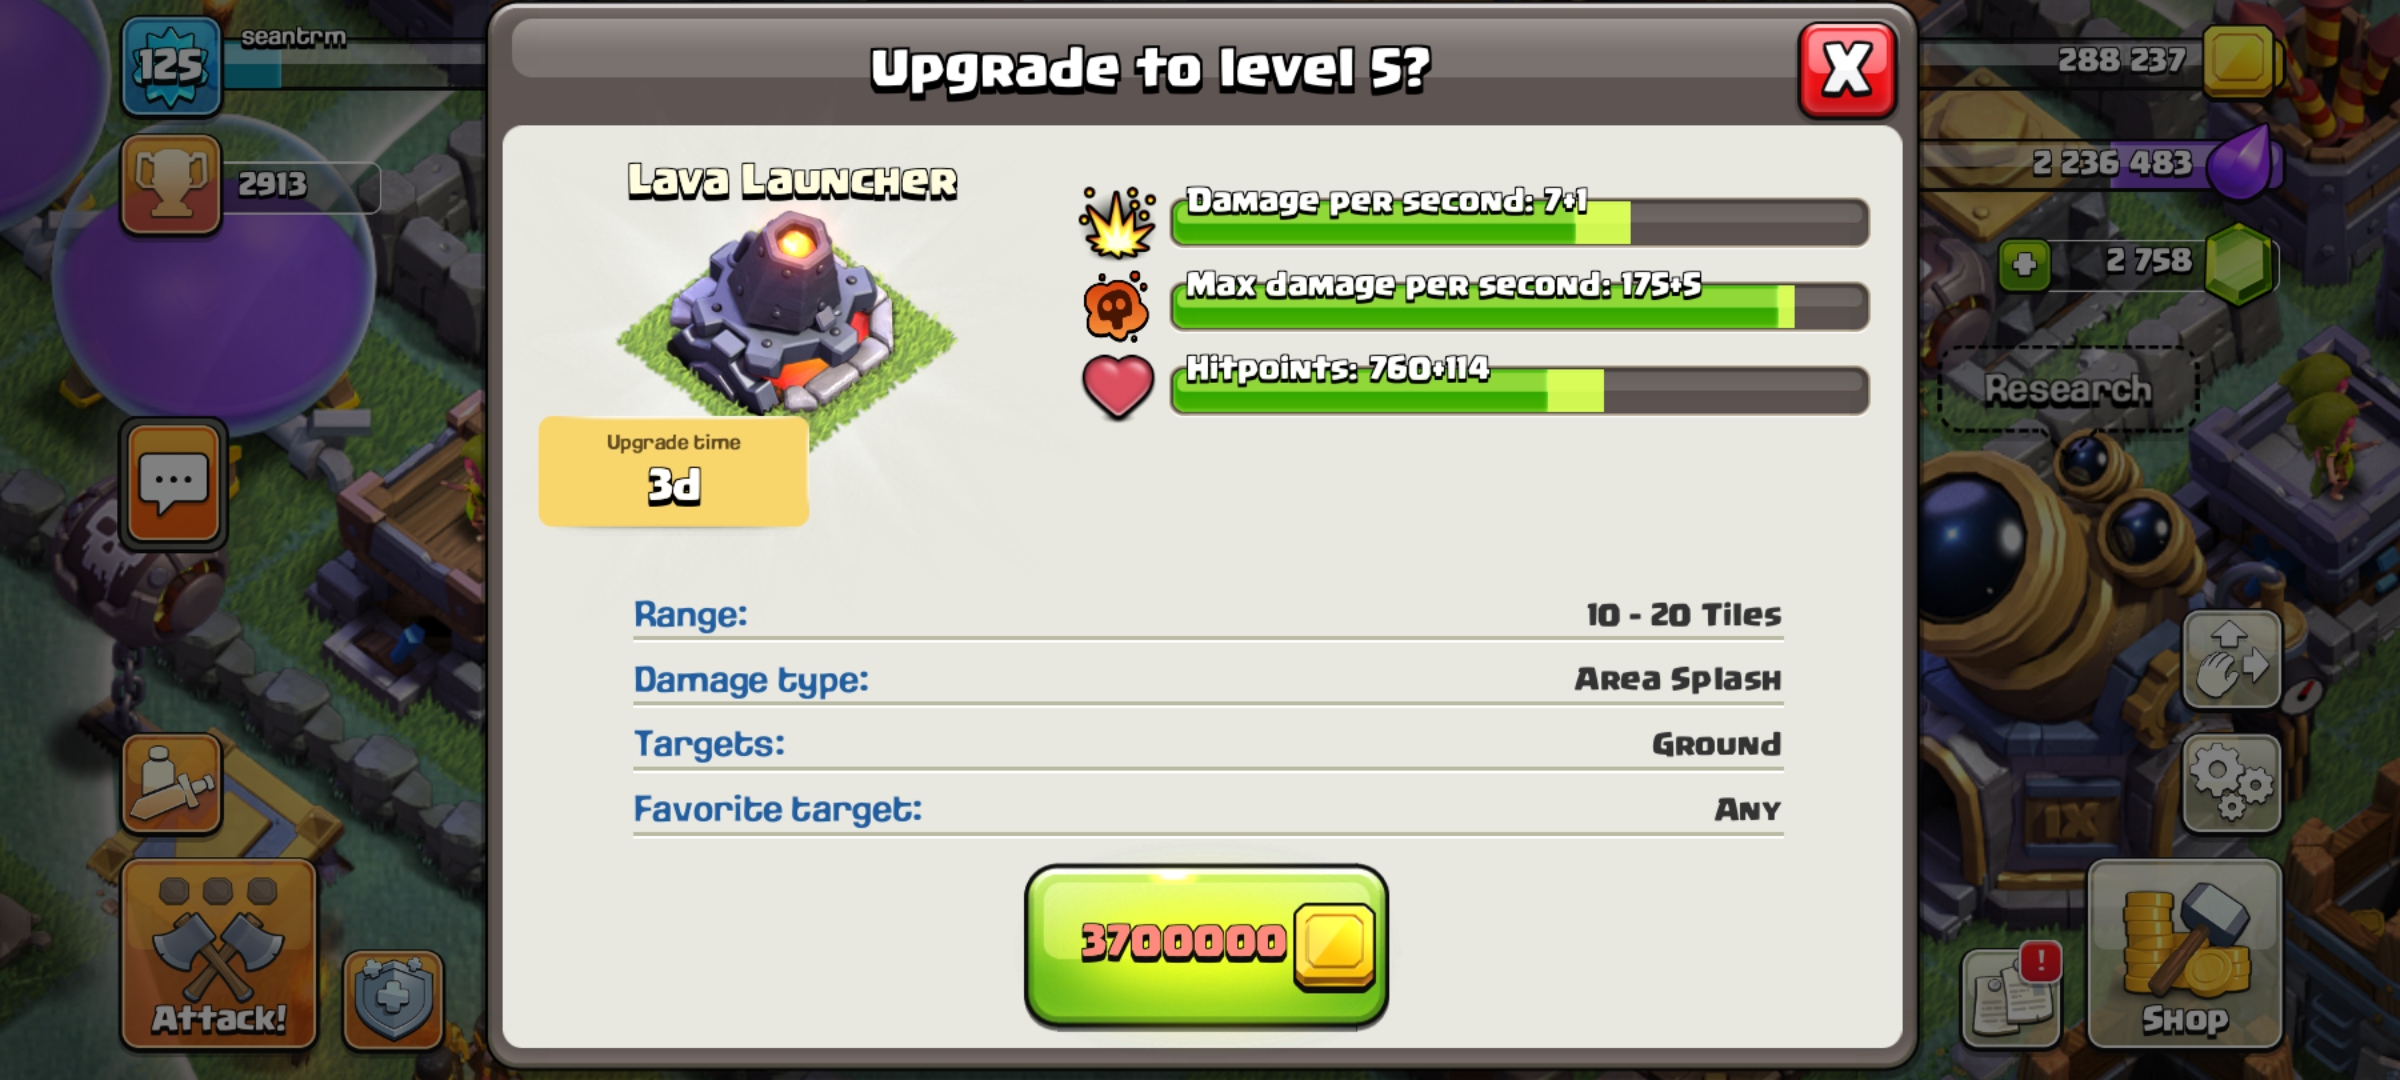 125
seantrm
2913
Attack!
Upgrade to level 5?
X
Lava Launcher
Upgrade time
3d
Damage per second: 7+1
Max damage per second: 175+5
Hitpoints: 760+114
Range: 10 - 20 Tiles
Damage type: Area Splash
Targets: Ground
Favorite target: Any
3700000
288 237
2 236 483
2 758
Research
IX
!
Shop